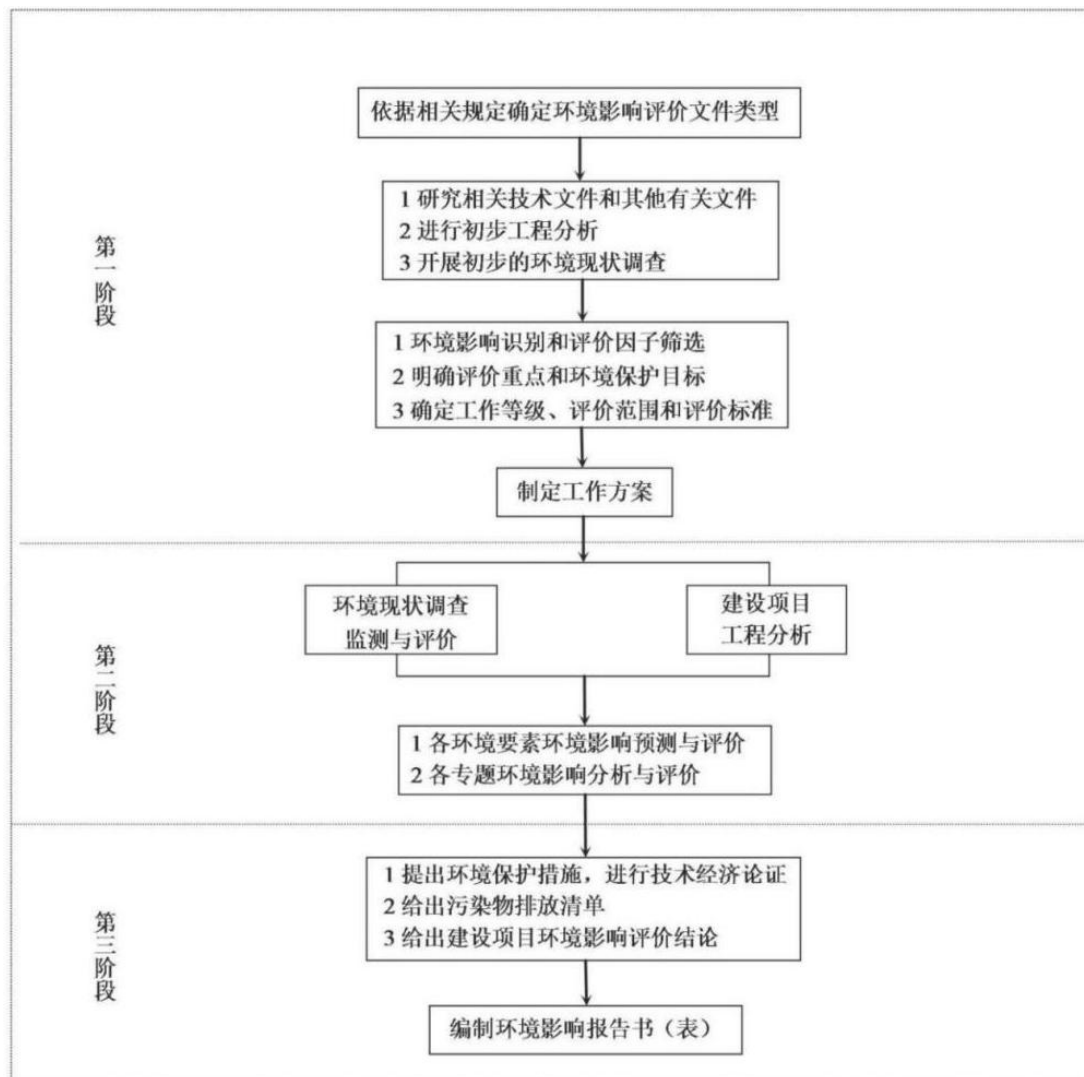 依据相关规定确定环境影响评价文件类型
1 研究相关技术文件和其他有关文件
2 进行初步工程分析
3 开展初步的环境现状调查
第一阶段
1 环境影响识别和评价因子筛选
2 明确评价重点和环境保护目标
3 确定工作等级、评价范围和评价标准
制定工作方案
环境现状调查
监测与评价
建设项目
工程分析
第二阶段
1 各环境要素环境影响预测与评价
2 各专题环境影响分析与评价
1 提出环境保护措施，进行技术经济论证
2 给出污染物排放清单
3 给出建设项目环境影响评价结论
第三阶段
编制环境影响报告书（表）